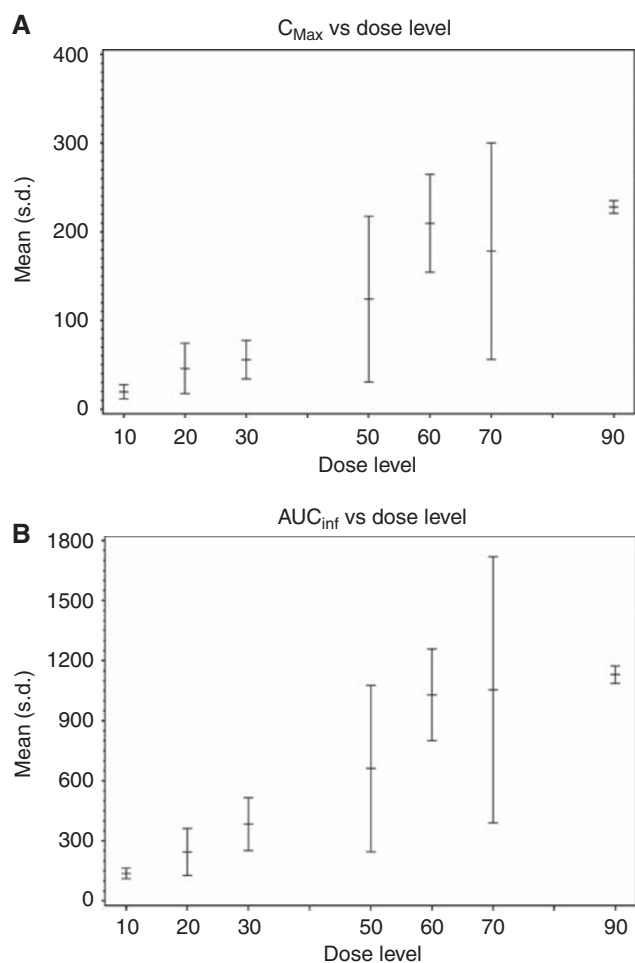 A
C_Max vs dose level
400
300
200
100
0
Mean (s.d.)
10 20 30 50 60 70 90
Dose level
B
AUC_inf vs dose level
1800
1500
1200
900
600
300
0
Mean (s.d.)
10 20 30 50 60 70 90
Dose level